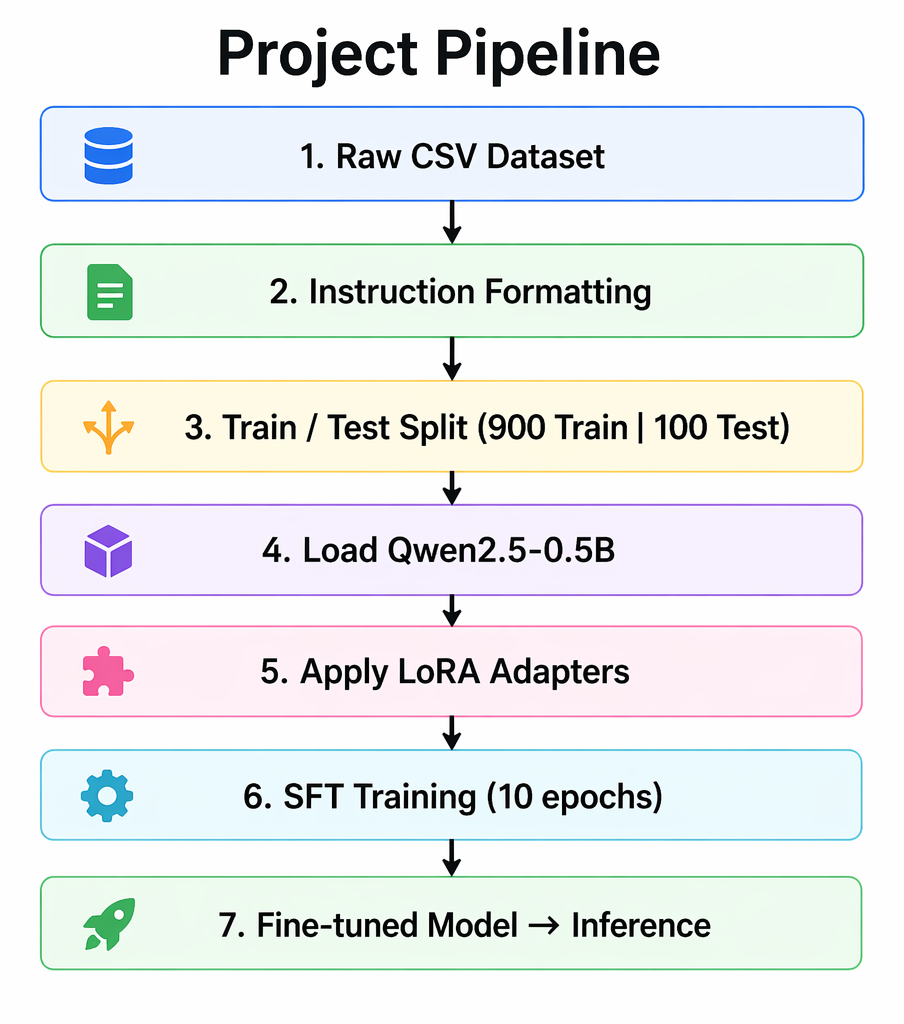 Project Pipeline
1. Raw CSV Dataset
2. Instruction Formatting
3. Train / Test Split (900 Train | 100 Test)
4. Load Qwen2.5-0.5B
5. Apply LoRA Adapters
6. SFT Training (10 epochs)
7. Fine-tuned Model → Inference